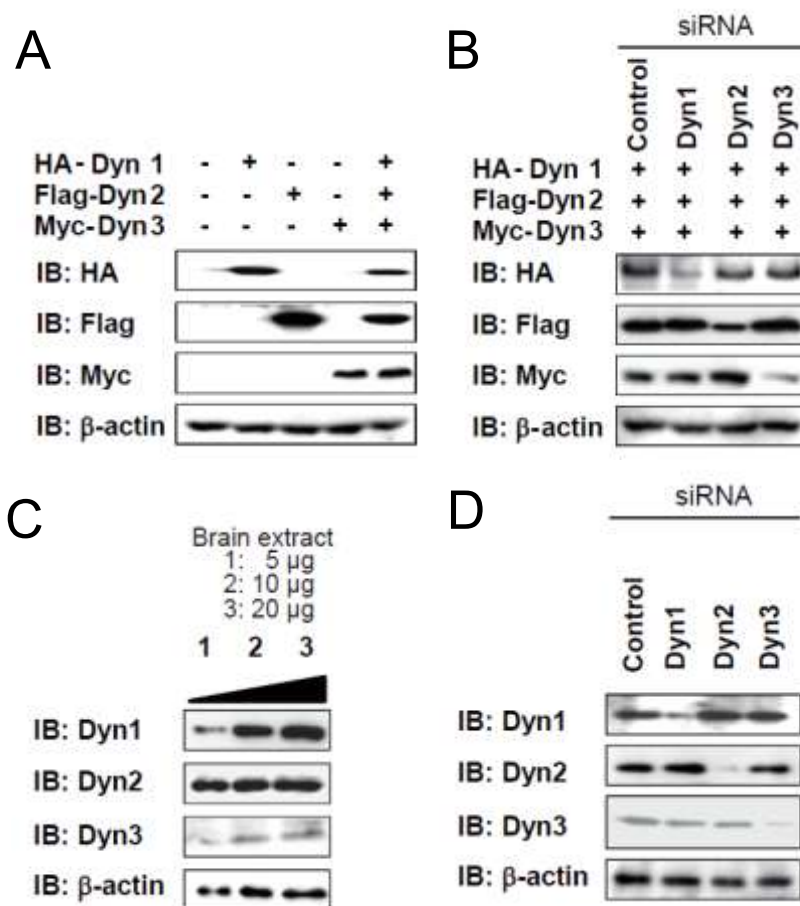 A
HA-Dyn 1 - + - - +
Flag-Dyn2 - - + - +
Myc-Dyn3 - - - + +
IB: HA
IB: Flag
IB: Myc
IB: β-actin
B
siRNA
Control Dyn1 Dyn2 Dyn3
HA-Dyn 1 + + + +
Flag-Dyn2 + + + +
Myc-Dyn3 + + + +
IB: HA
IB: Flag
IB: Myc
IB: β-actin
C
Brain extract
1: 5 µg
2: 10 µg
3: 20 µg
1 2 3
IB: Dyn1
IB: Dyn2
IB: Dyn3
IB: β-actin
D
siRNA
Control Dyn1 Dyn2 Dyn3
IB: Dyn1
IB: Dyn2
IB: Dyn3
IB: β-actin